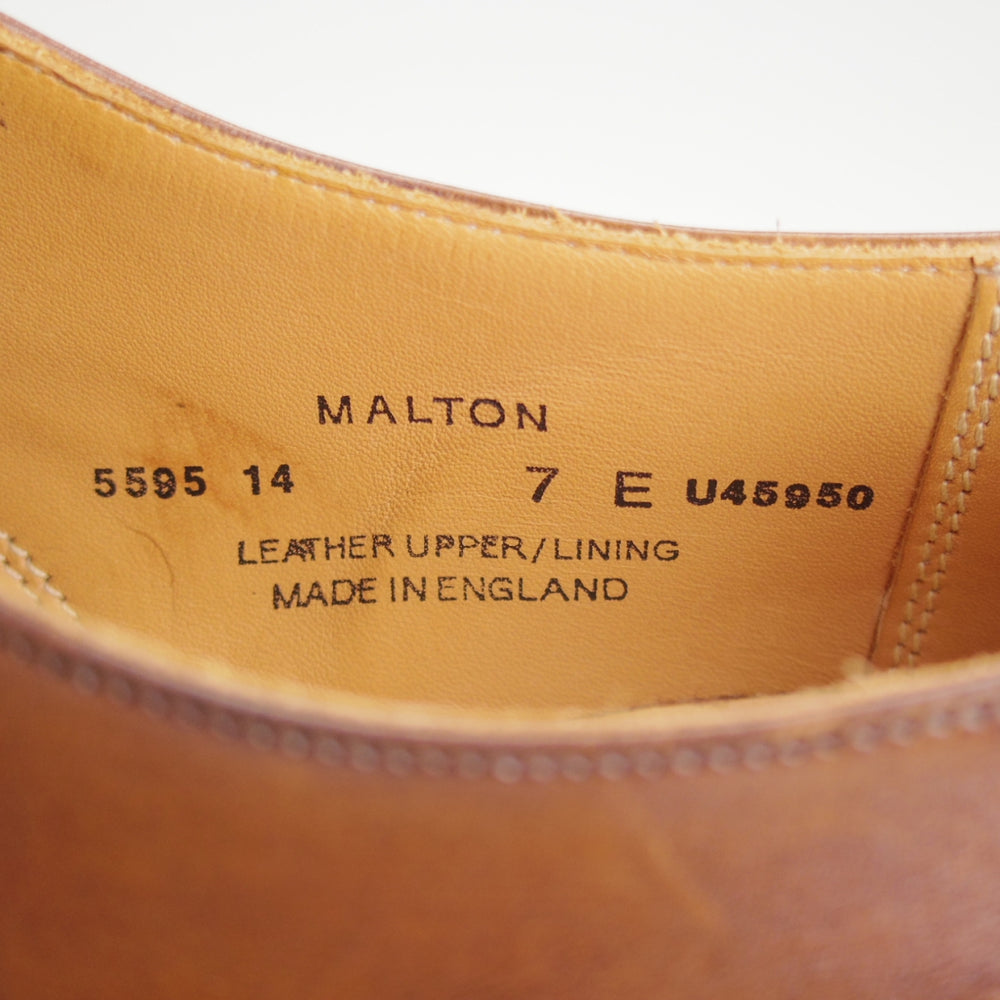 MALTON
5595 14 7 E U45950
LEATHER UPPER/LINING
MADE IN ENGLAND